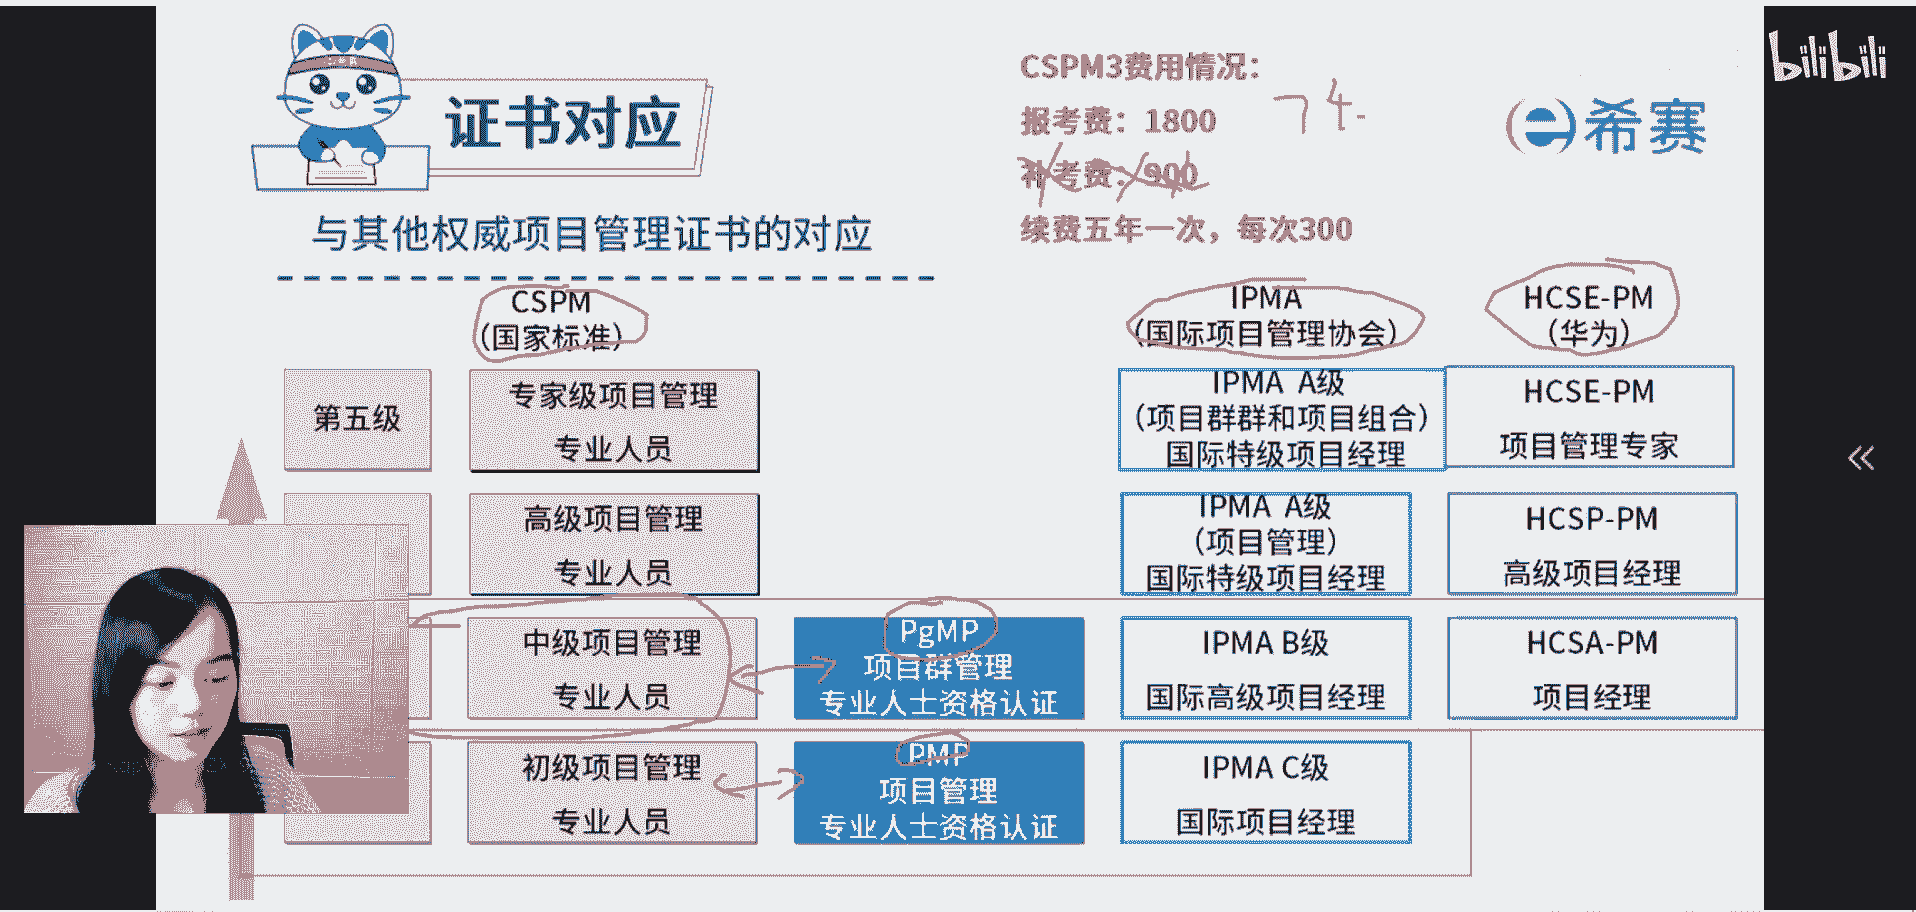 bilibili
证书对应
希赛
CSPM3费用情况：
报考费：1800
74.
补考费：900
续费五年一次，每次300
与其他权威项目管理证书的对应
CSPM
（国家标准）
IPMA
（国际项目管理协会）
HCSE-PM
（华为）
第五级
专家级项目管理
专业人员
IPMA A级
（项目群群和项目组合）
国际特级项目经理
HCSE-PM
项目管理专家
高级项目管理
专业人员
IPMA A级
（项目管理）
国际特级项目经理
HCSP-PM
高级项目经理
中级项目管理
专业人员
PgMP
项目群管理
专业人士资格认证
IPMA B级
国际高级项目经理
HCSA-PM
项目经理
初级项目管理
专业人员
PMP
项目管理
专业人士资格认证
IPMA C级
国际项目经理